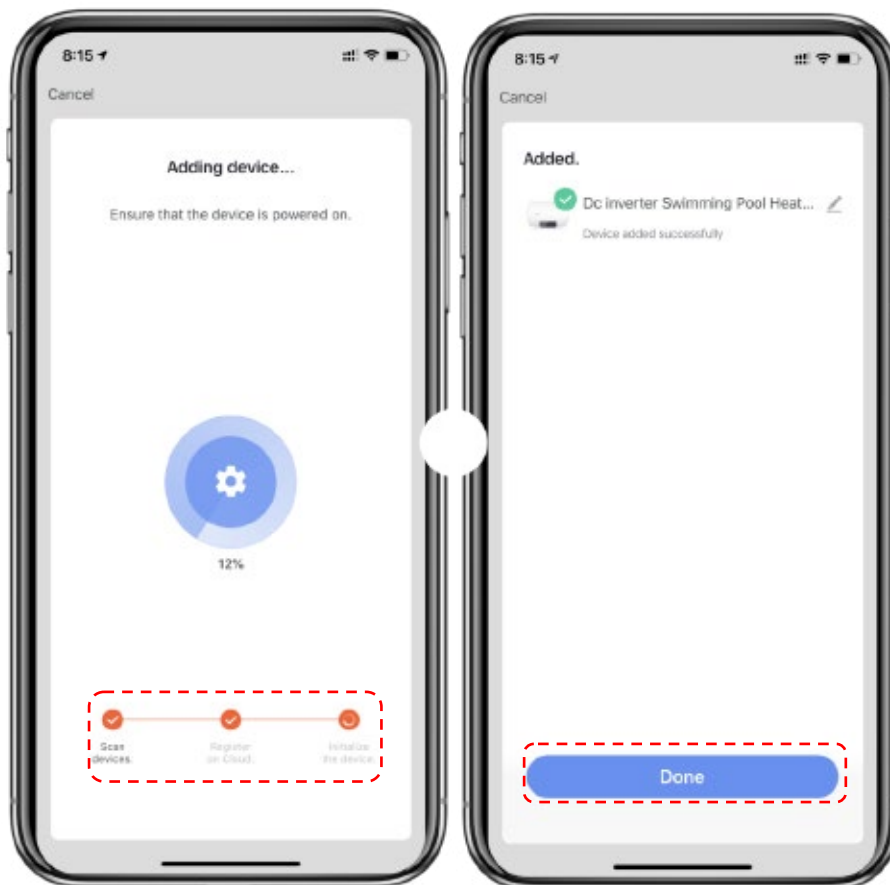 8:15
Cancel
Adding device...
Ensure that the device is powered on.
12%
Scan
devices.
Register
on Cloud.
Initialize
the device.
8:15
Cancel
Added.
Dc inverter Swimming Pool Heat...
Device added successfully
Done